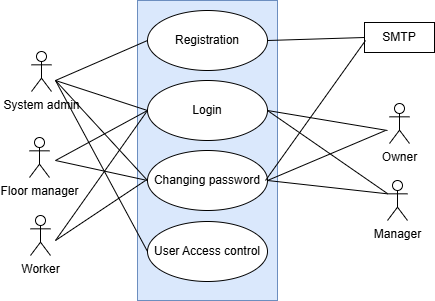 Registration
SMTP
System admin
Login
Owner
Floor manager
Changing password
Manager
Worker
User Access control